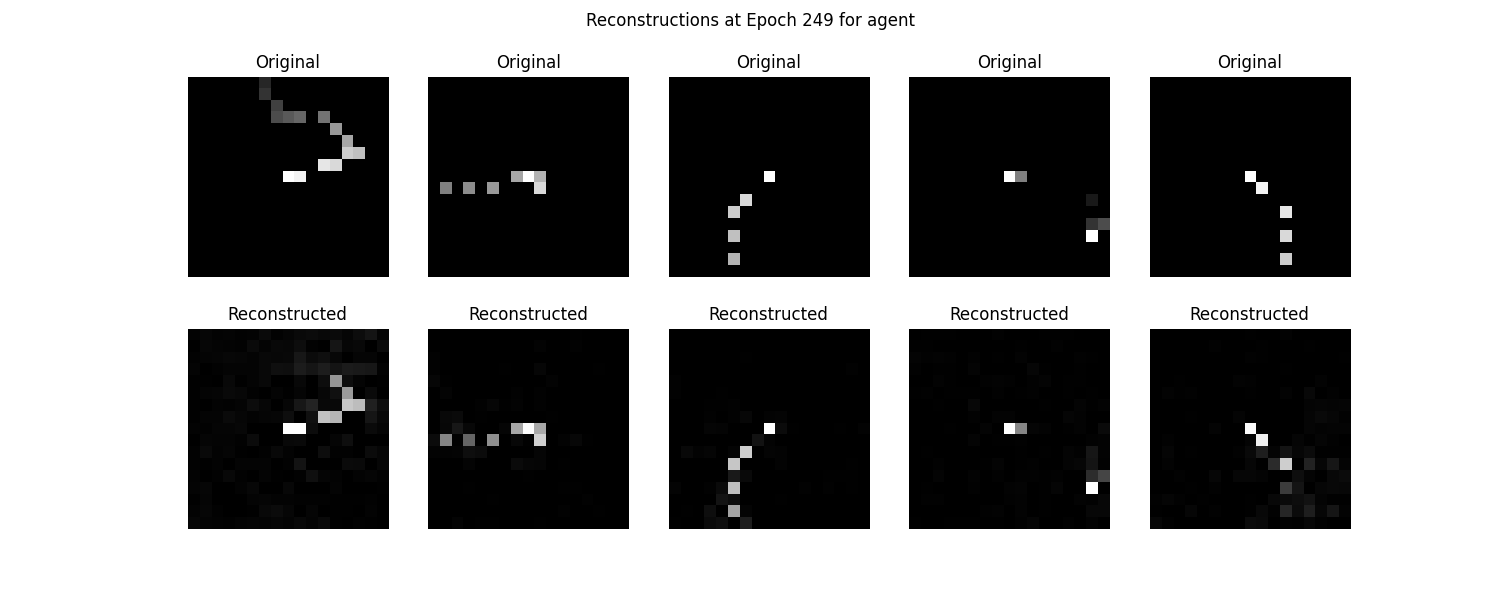 Reconstructions at Epoch 249 for agent
Original Original Original Original Original
Reconstructed Reconstructed Reconstructed Reconstructed Reconstructed